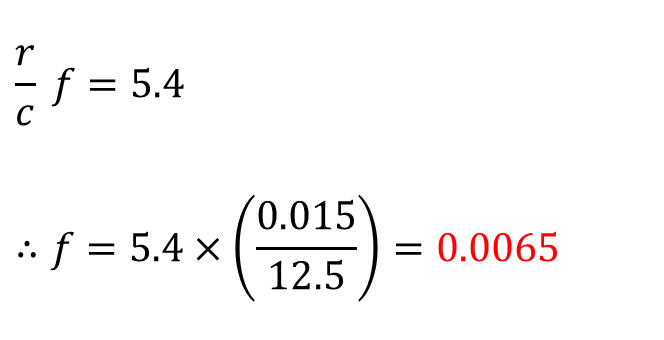 r/c f = 5.4
∴ f = 5.4 × (0.015/12.5) = 0.0065